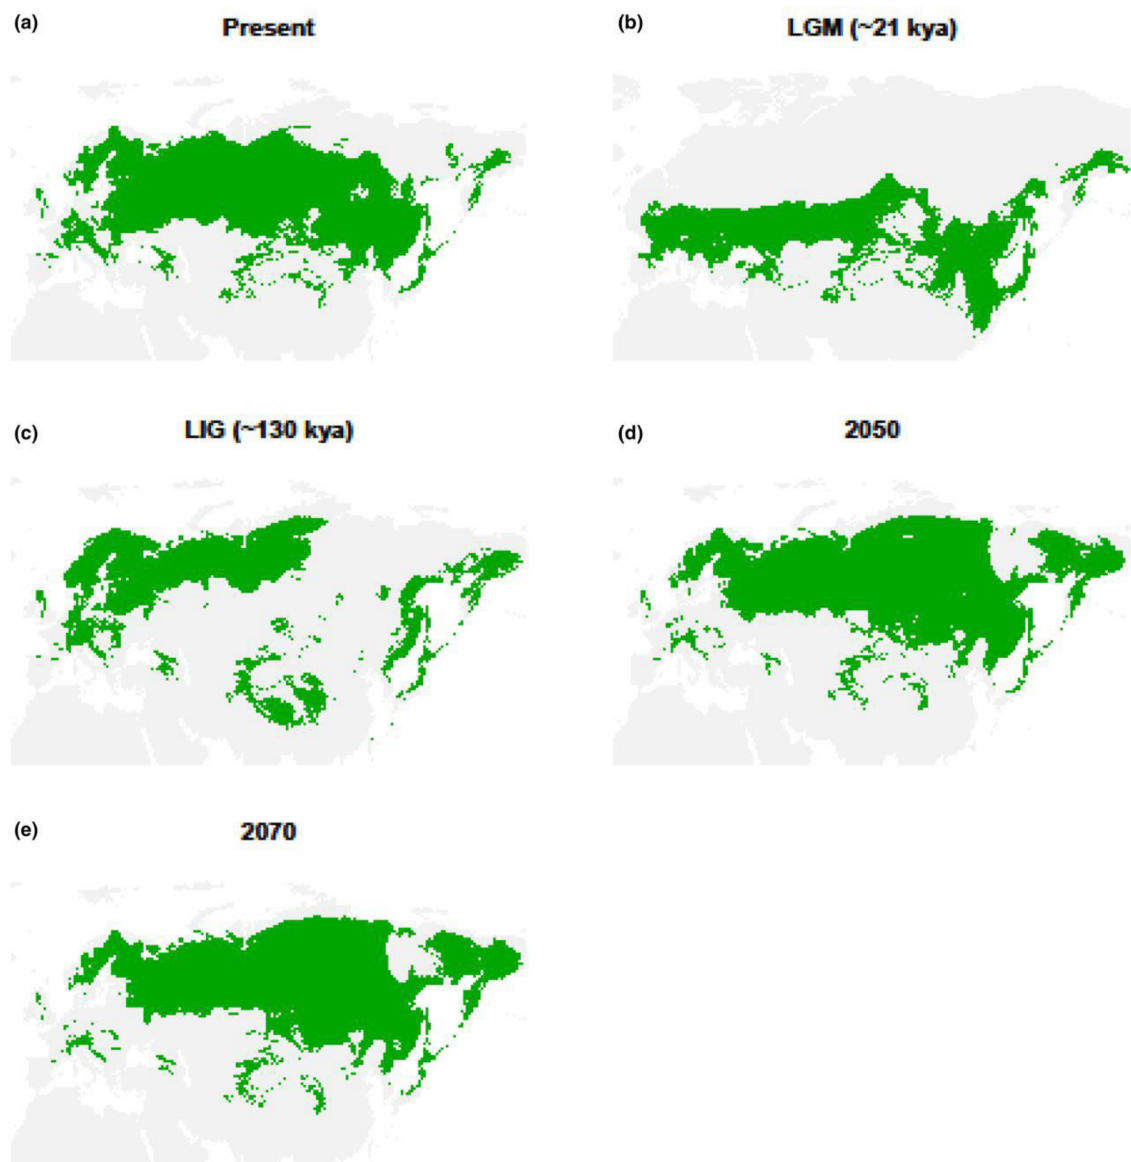 (a)
Present
(b)
LGM (~21 kya)
(c)
LIG (~130 kya)
(d)
2050
(e)
2070